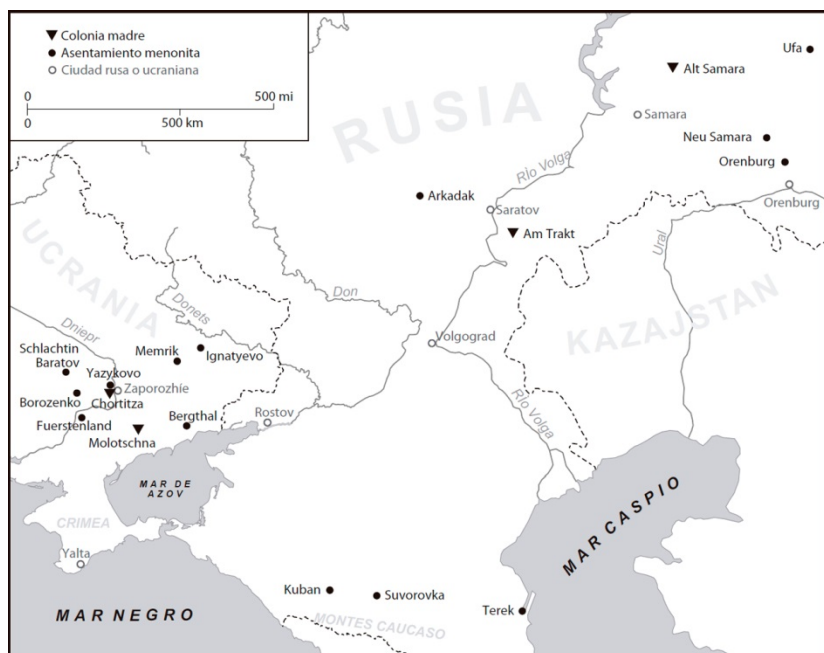 Colonia madre
Asentamiento menonita
Ciudad rusa o ucraniana
0 500 mi
0 500 km
Ufa
Alt Samara
Samara
RUSIA
Neu Samara
Río Volga
Orenburg
Arkadak
Saratov
Orenburg
Am Trakt
UCRANIA
Ural
Don
KAZAJSTAN
Donets
Dniepr
Volgograd
Schlachtin
Baratov
Memrik
Ignatyevo
Yazykovo
Zaporozhíe
Borozenko
Chortitza
Río Volga
Fuerstenland
Bergthal
Rostov
Molotschna
MAR DE
AZOV
CRIMEA
MAR CASPIO
Yalta
Kuban
Suvorovka
MAR NEGRO
MONTES CAUCASO
Terek